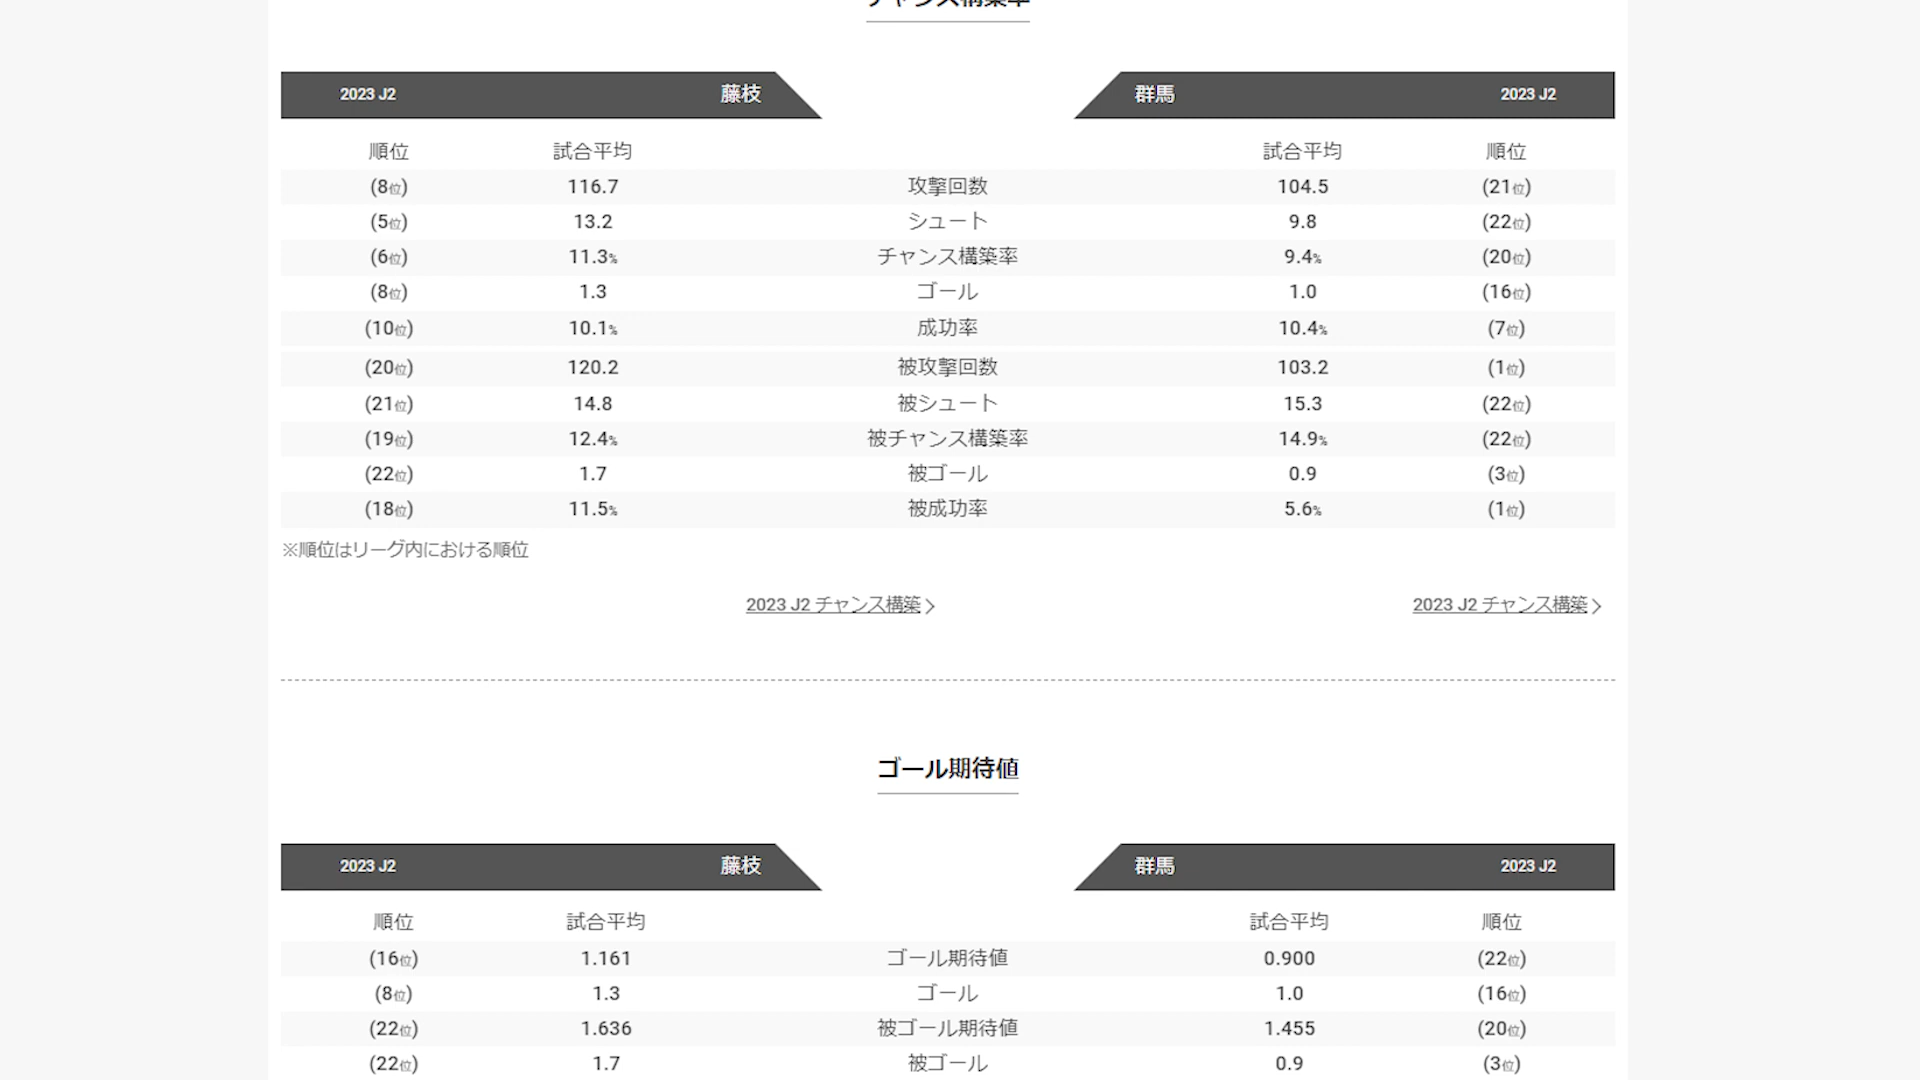 チャンス構築率
2023 J2 藤枝 群馬 2023 J2
順位 試合平均 試合平均 順位
(8位) 116.7 攻撃回数 104.5 (21位)
(5位) 13.2 シュート 9.8 (22位)
(6位) 11.3% チャンス構築率 9.4% (20位)
(8位) 1.3 ゴール 1.0 (16位)
(10位) 10.1% 成功率 10.4% (7位)
(20位) 120.2 被攻撃回数 103.2 (1位)
(21位) 14.8 被シュート 15.3 (22位)
(19位) 12.4% 被チャンス構築率 14.9% (22位)
(22位) 1.7 被ゴール 0.9 (3位)
(18位) 11.5% 被成功率 5.6% (1位)
※順位はリーグ内における順位
2023 J2 チャンス構築 > 2023 J2 チャンス構築 >
ゴール期待値
2023 J2 藤枝 群馬 2023 J2
順位 試合平均 試合平均 順位
(16位) 1.161 ゴール期待値 0.900 (22位)
(8位) 1.3 ゴール 1.0 (16位)
(22位) 1.636 被ゴール期待値 1.455 (20位)
(22位) 1.7 被ゴール 0.9 (3位)